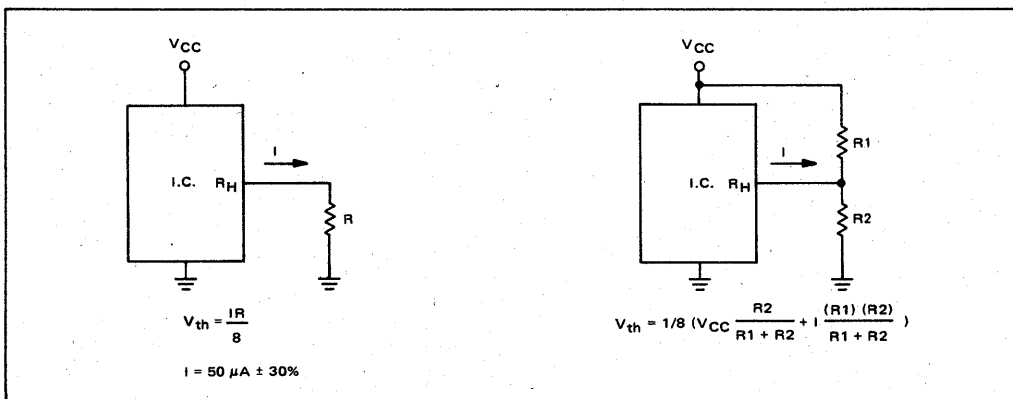 VCC
I
I.C. RH
R
Vth = IR / 8
I = 50 μA ± 30%
VCC
R1
I
I.C. RH
R2
Vth = 1/8 (VCC R2 / R1 + R2 + I (R1) (R2) / R1 + R2 )